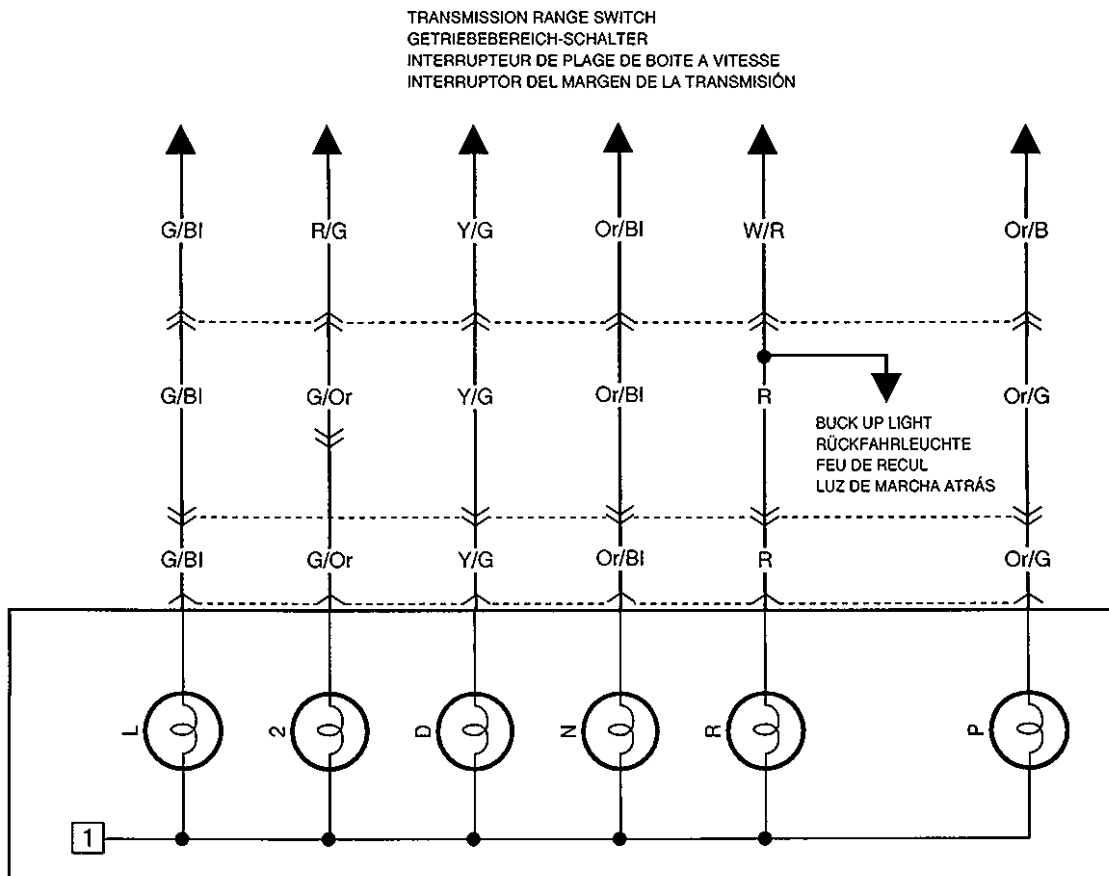 TRANSMISSION RANGE SWITCH
GETRIEBEBEREICH-SCHALTER
INTERRUPTEUR DE PLAGE DE BOITE A VITESSE
INTERRUPTOR DEL MARGEN DE LA TRANSMISIÓN
G/Bl R/G Y/G Or/Bl W/R Or/B
G/Bl G/Or Y/G Or/Bl R Or/G
BUCK UP LIGHT
RÜCKFAHRLEUCHTE
FEU DE RECUL
LUZ DE MARCHA ATRÁS
G/Bl G/Or Y/G Or/Bl R Or/G
L 2 D N R P
1